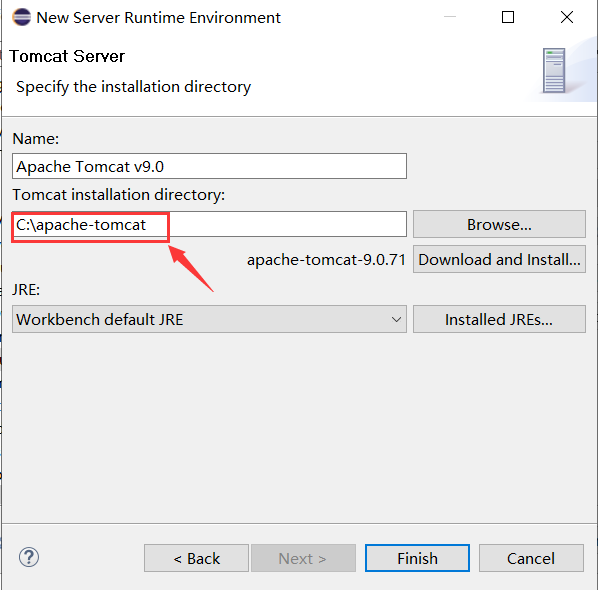 New Server Runtime Environment
Tomcat Server
Specify the installation directory
Name:
Apache Tomcat v9.0
Tomcat installation directory:
C:\apache-tomcat
Browse...
apache-tomcat-9.0.71
Download and Install...
JRE:
Workbench default JRE
Installed JREs...
?
< Back
Next >
Finish
Cancel